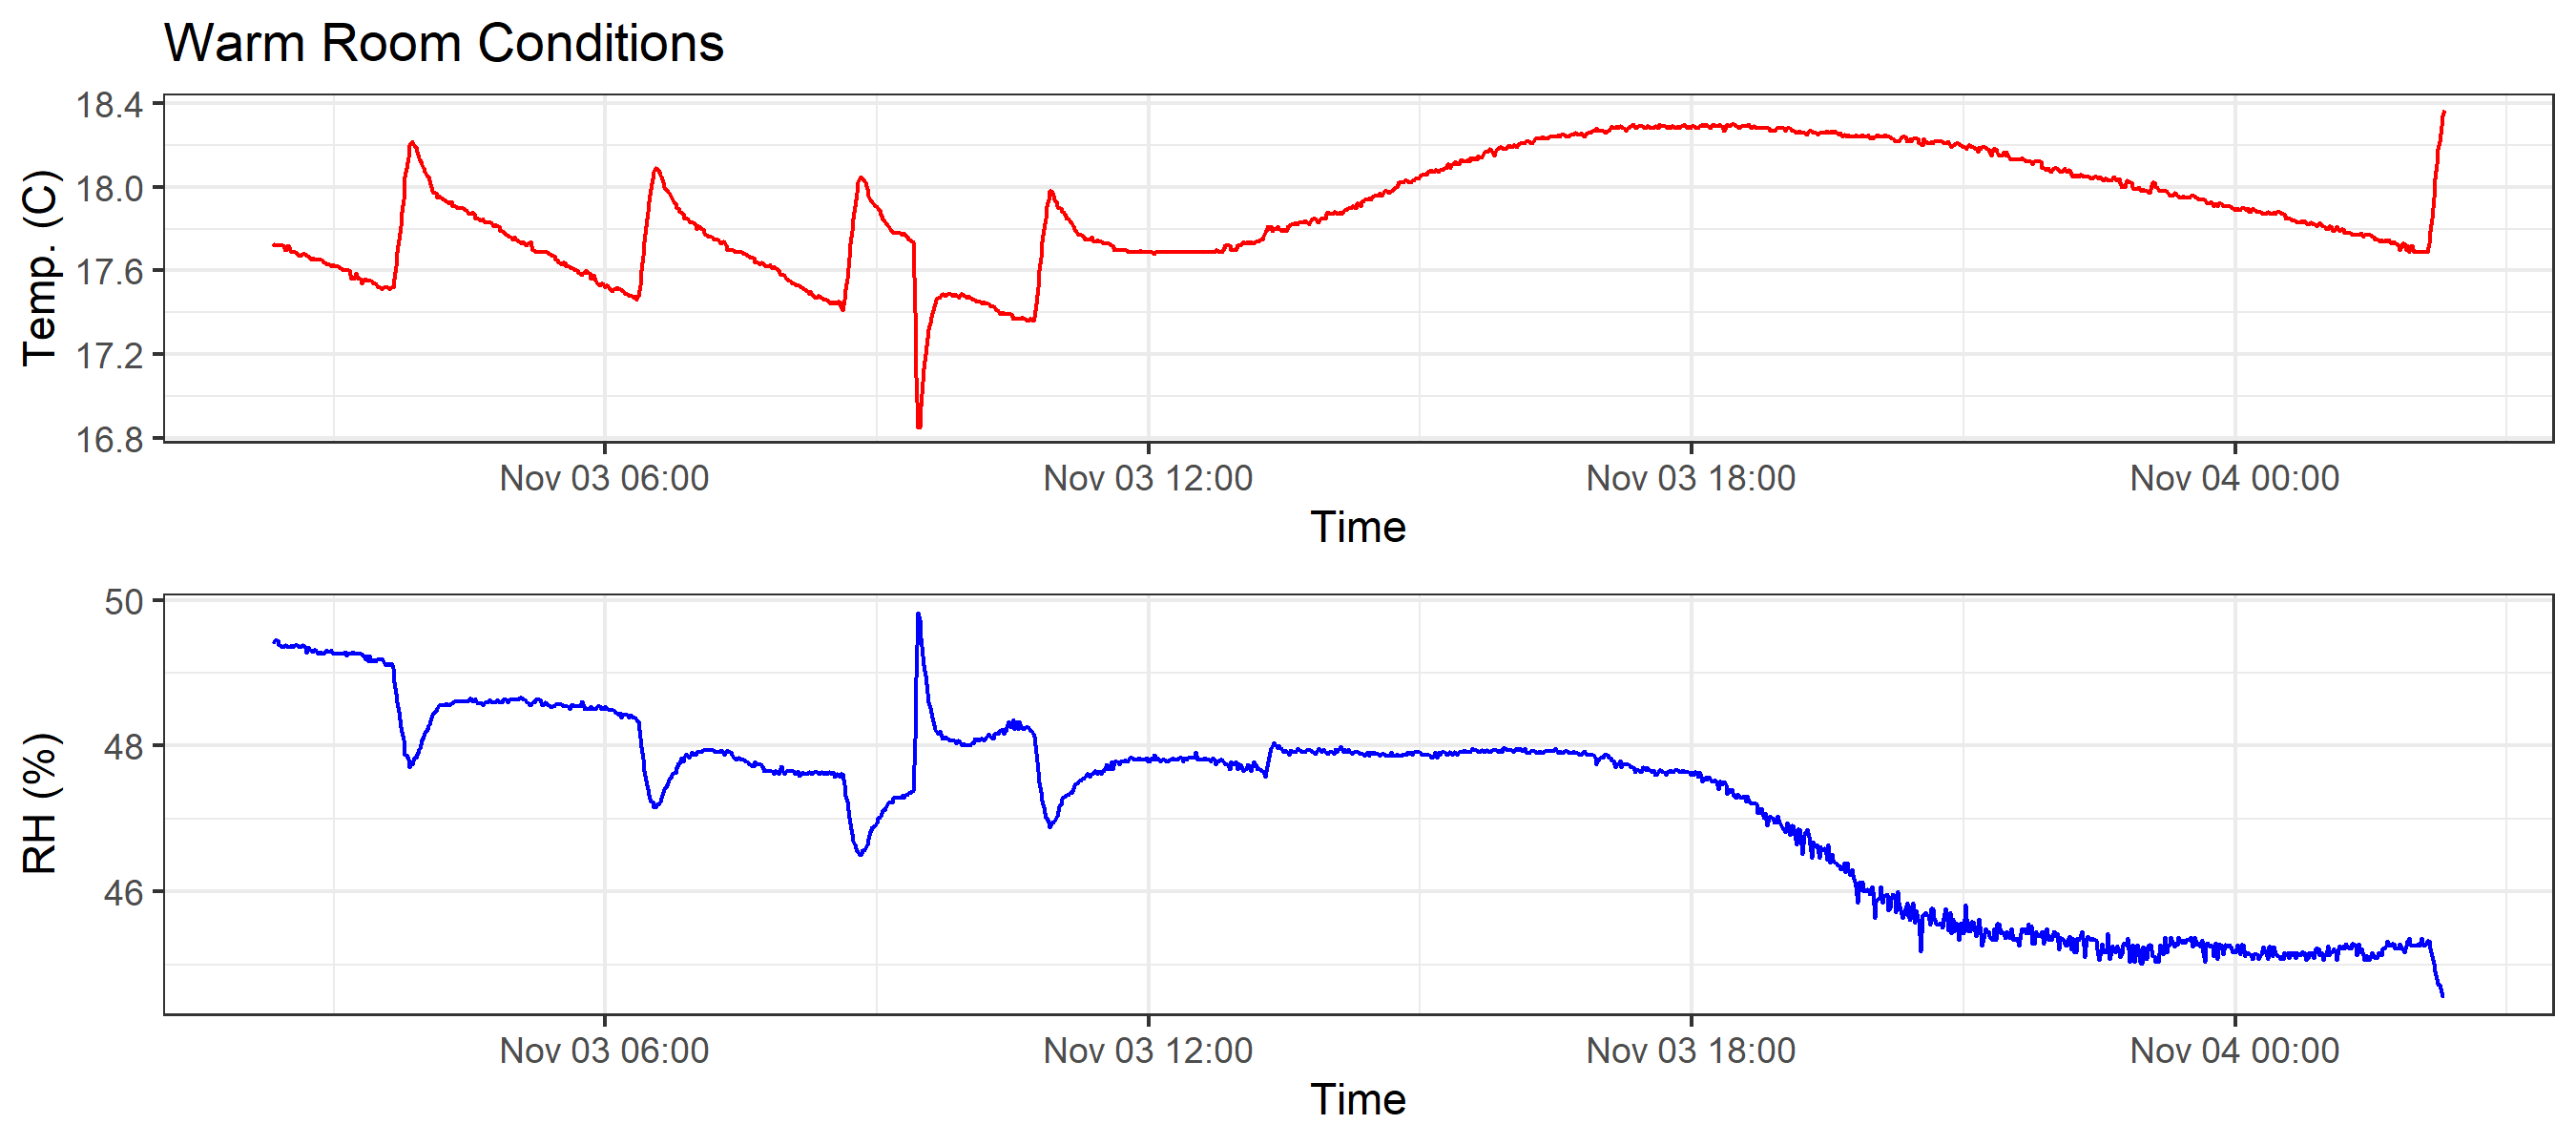 Warm Room Conditions
18.4
18.0
17.6
17.2
16.8
Temp. (C)
Nov 03 06:00 Nov 03 12:00 Nov 03 18:00 Nov 04 00:00
Time
50
48
46
RH (%)
Nov 03 06:00 Nov 03 12:00 Nov 03 18:00 Nov 04 00:00
Time